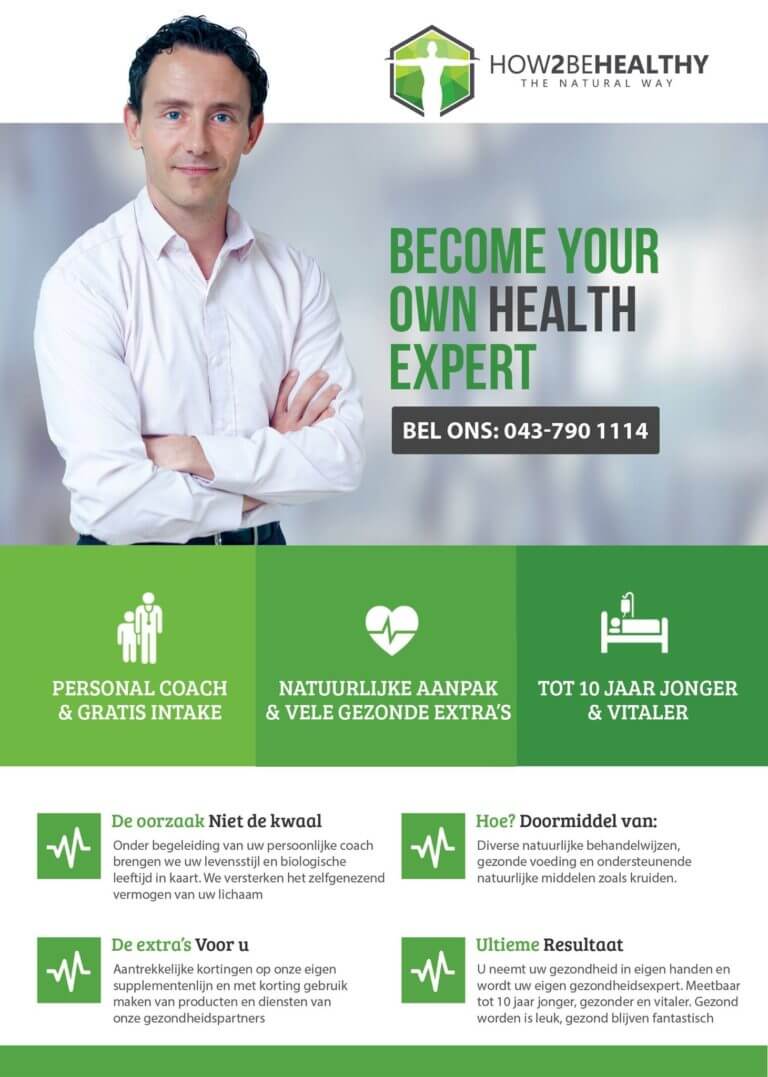 HOW2BEHEALTHY
THE NATURAL WAY
BECOME YOUR
OWN HEALTH
EXPERT
BEL ONS: 043-790 1114
PERSONAL COACH
& GRATIS INTAKE
NATUURLIJKE AANPAK
& VELE GEZONDE EXTRA'S
TOT 10 JAAR JONGER
& VITALER
De oorzaak Niet de kwaal
Onder begeleiding van uw persoonlijke coach
brengen we uw levensstijl en biologische
leeftijd in kaart. We versterken het zelfgenezend
vermogen van uw lichaam
Hoe? Doormiddel van:
Diverse natuurlijke behandelwijzen,
gezonde voeding en ondersteunende
natuurlijke middelen zoals kruiden.
De extra's Voor u
Aantrekkelijke kortingen op onze eigen
supplementenlijn en met korting gebruik
maken van producten en diensten van
onze gezondheidspartners
Ultieme Resultaat
U neemt uw gezondheid in eigen handen en
wordt uw eigen gezondheidsexpert. Meetbaar
tot 10 jaar jonger, gezonder en vitaler. Gezond
worden is leuk, gezond blijven fantastisch